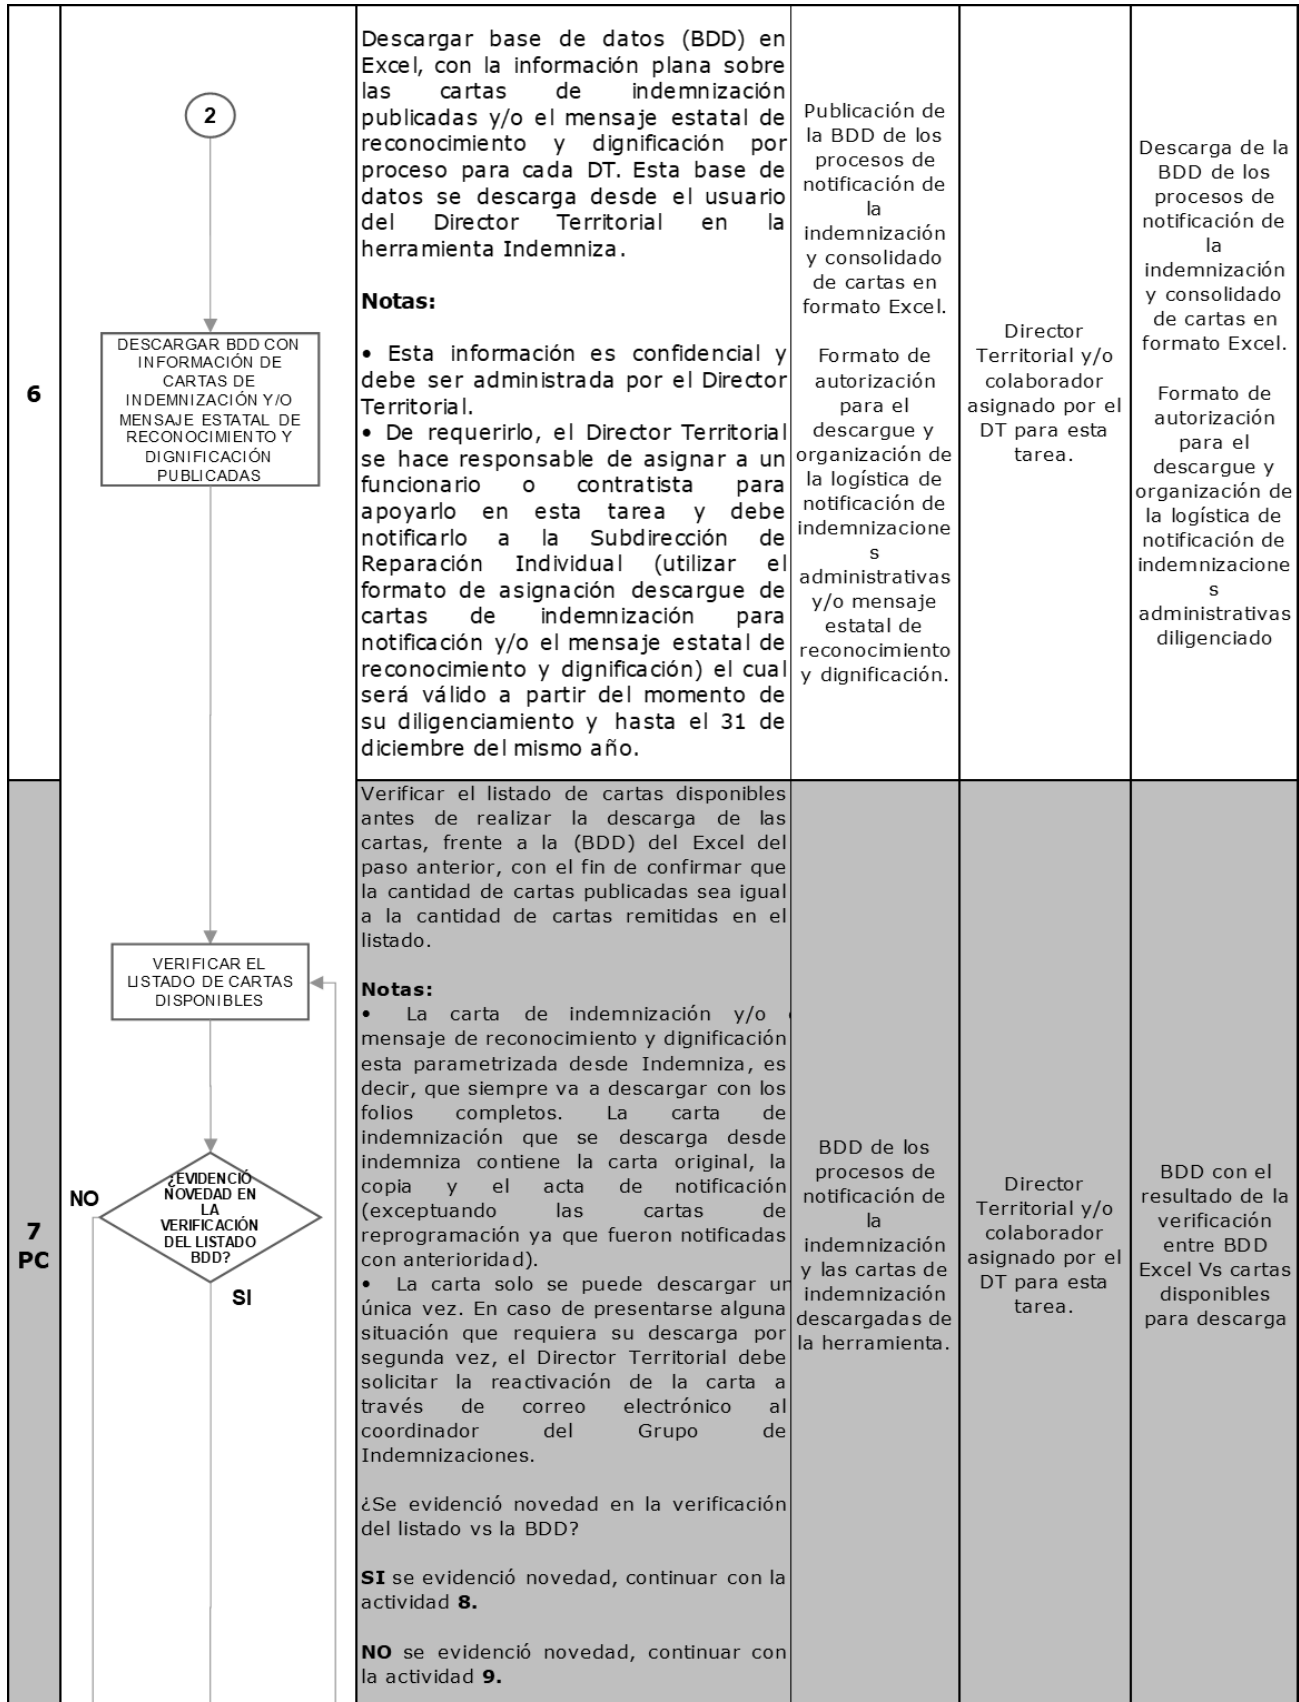 6
2
DESCARGAR BDD CON
INFORMACIÓN DE
CARTAS DE
INDEMNIZACIÓN Y/O
MENSAJE ESTATAL DE
RECONOCIMIENTO Y
DIGNIFICACIÓN
PUBLICADAS
Descargar base de datos (BDD) en
Excel, con la información plana sobre
las cartas de indemnización
publicadas y/o el mensaje estatal de
reconocimiento y dignificación por
proceso para cada DT. Esta base de
datos se descarga desde el usuario
del Director Territorial en la
herramienta Indemniza.
Notas:
• Esta información es confidencial y
debe ser administrada por el Director
Territorial.
• De requerirlo, el Director Territorial
se hace responsable de asignar a un
funcionario o contratista para
apoyarlo en esta tarea y debe
notificarlo a la Subdirección de
Reparación Individual (utilizar el
formato de asignación descargue de
cartas de indemnización para
notificación y/o el mensaje estatal de
reconocimiento y dignificación) el cual
será válido a partir del momento de
su diligenciamiento y hasta el 31 de
diciembre del mismo año.
Publicación de
la BDD de los
procesos de
notificación de
la
indemnización
y consolidado
de cartas en
formato Excel.
Formato de
autorización
para el
descargue y
organización de
la logística de
notificación de
indemnizacione
s
administrativas
y/o mensaje
estatal de
reconocimiento
y dignificación.
Director
Territorial y/o
colaborador
asignado por el
DT para esta
tarea.
Descarga de la
BDD de los
procesos de
notificación de
la
indemnización
y consolidado
de cartas en
formato Excel.
Formato de
autorización
para el
descargue y
organización de
la logística de
notificación de
indemnizacione
s
administrativas
diligenciado
7
PC
VERIFICAR EL
LISTADO DE CARTAS
DISPONIBLES
¿EVIDENCIÓ
NOVEDAD EN
LA
VERIFICACIÓN
DEL LISTADO
BDD?
NO
SI
Verificar el listado de cartas disponibles
antes de realizar la descarga de las
cartas, frente a la (BDD) del Excel del
paso anterior, con el fin de confirmar que
la cantidad de cartas publicadas sea igual
a la cantidad de cartas remitidas en el
listado.
Notas:
• La carta de indemnización y/o
mensaje de reconocimiento y dignificación
esta parametrizada desde Indemniza, es
decir, que siempre va a descargar con los
folios completos. La carta de
indemnización que se descarga desde
indemniza contiene la carta original, la
copia y el acta de notificación
(exceptuando las cartas de
reprogramación ya que fueron notificadas
con anterioridad).
• La carta solo se puede descargar un
única vez. En caso de presentarse alguna
situación que requiera su descarga por
segunda vez, el Director Territorial debe
solicitar la reactivación de la carta a
través de correo electrónico al
coordinador del Grupo de
Indemnizaciones.
¿Se evidenció novedad en la verificación
del listado vs la BDD?
SI se evidenció novedad, continuar con la
actividad 8.
NO se evidenció novedad, continuar con
la actividad 9.
BDD de los
procesos de
notificación de
la
indemnización
y las cartas de
indemnización
descargadas de
la herramienta.
Director
Territorial y/o
colaborador
asignado por el
DT para esta
tarea.
BDD con el
resultado de la
verificación
entre BDD
Excel Vs cartas
disponibles
para descarga